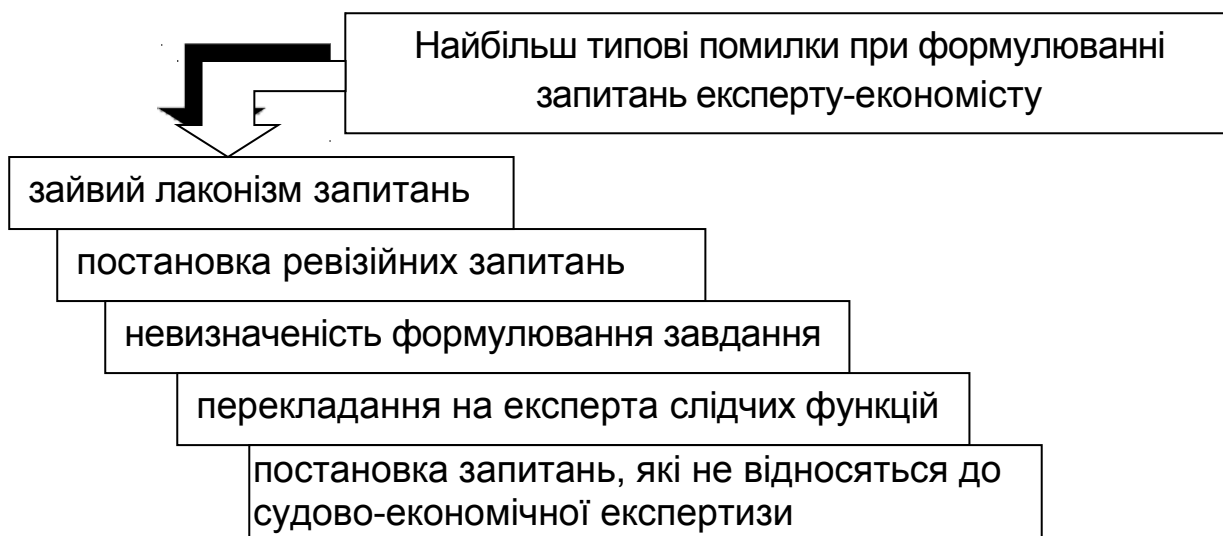 Найбільш типові помилки при формулюванні
запитань експерту-економісту
зайвий лаконізм запитань
постановка ревізійних запитань
невизначеність формулювання завдання
перекладання на експерта слідчих функцій
постановка запитань, які не відносяться до
судово-економічної експертизи